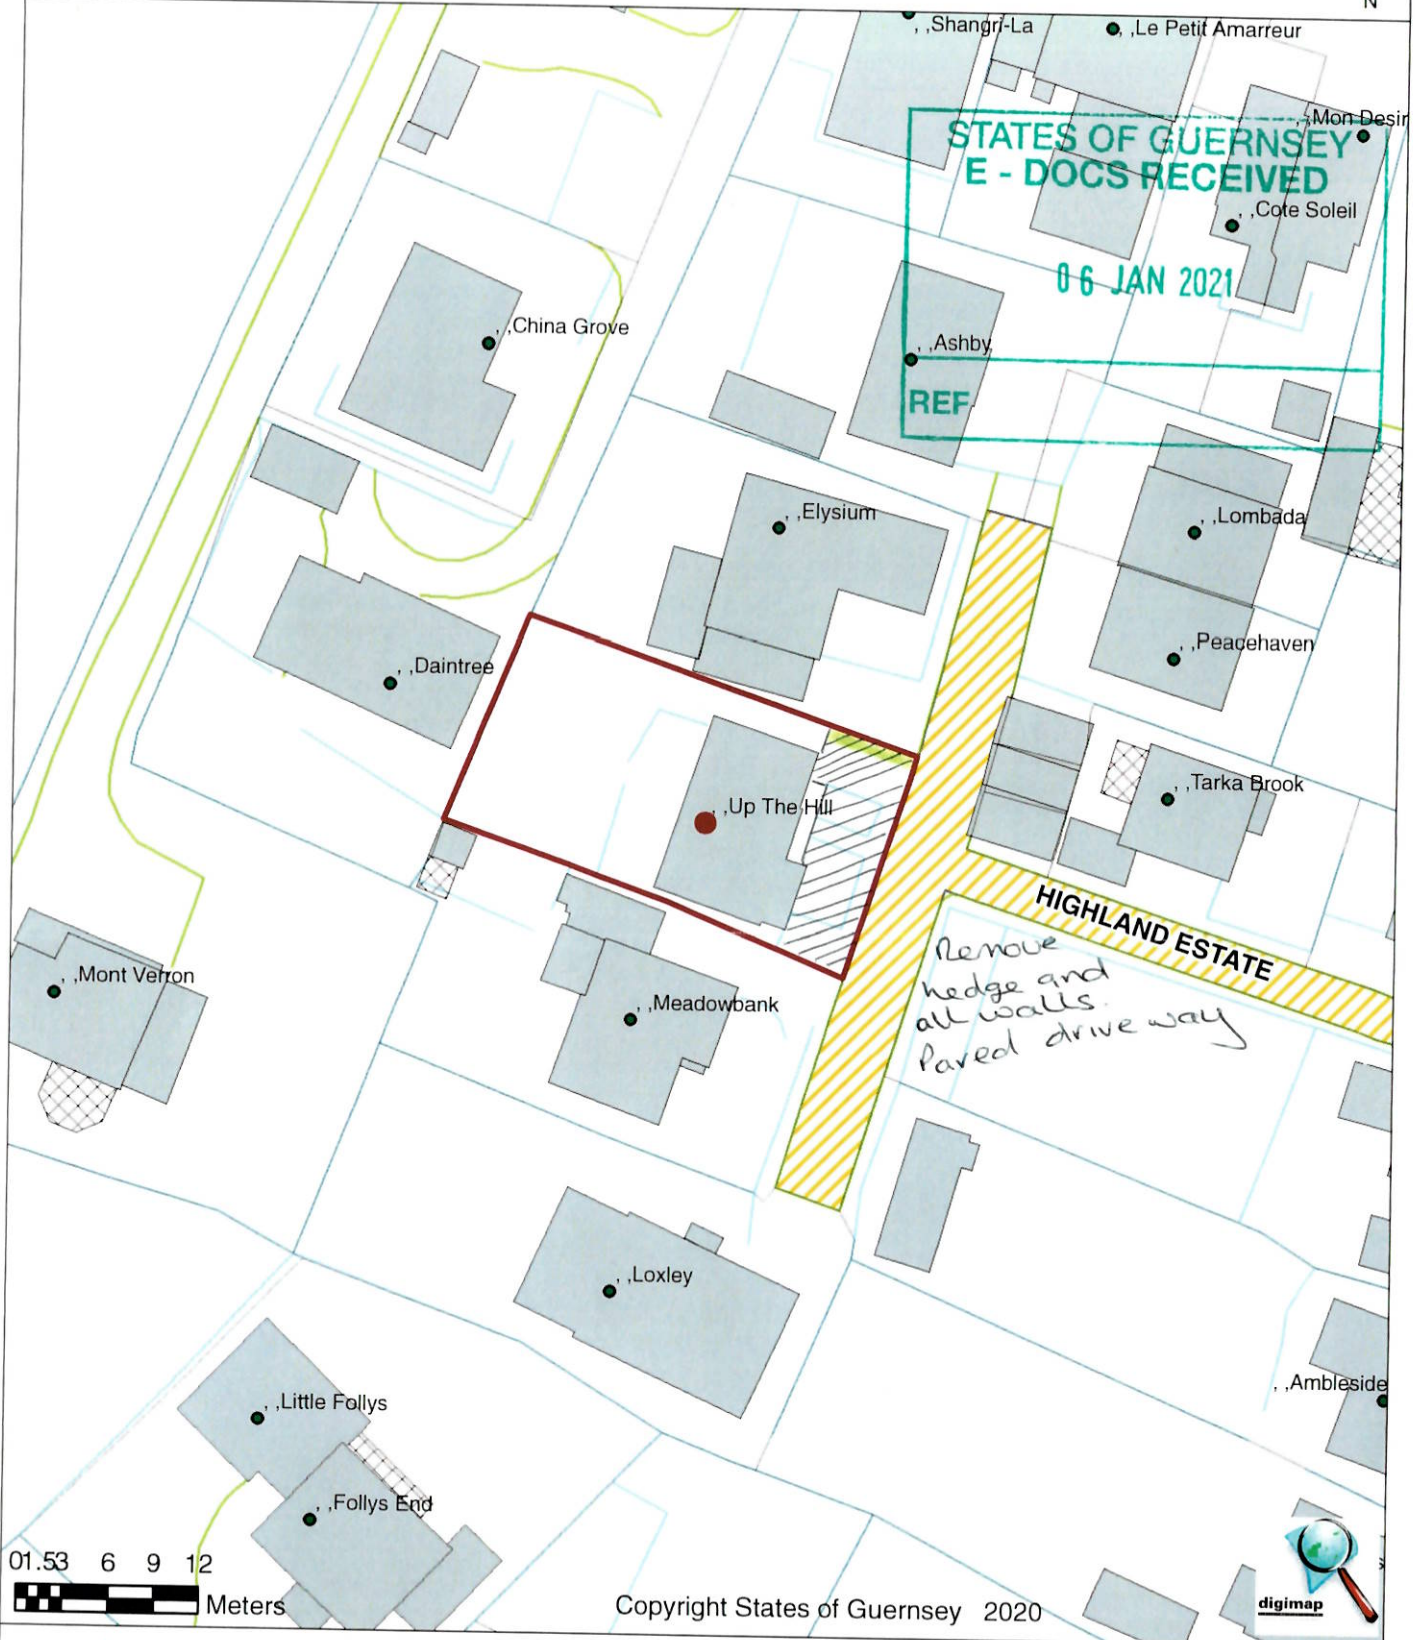 N
, ,Shangri-La
, ,Le Petit Amarreur
, ,Mon Desir
STATES OF GUERNSEY
E - DOCS RECEIVED
, ,Cote Soleil
06 JAN 2021
, ,China Grove
, ,Ashby
REF
, ,Elysium
, ,Lombada
, ,Peacehaven
, ,Daintree
, ,Tarka Brook
, ,Up The Hill
HIGHLAND ESTATE
Remove
hedge and
all walls.
Paved drive way
, ,Mont Verron
, ,Meadowbank
, ,Loxley
, ,Ambleside
, ,Little Follys
, ,Follys End
01.53 6 9 12
Meters
Copyright States of Guernsey 2020
digimap